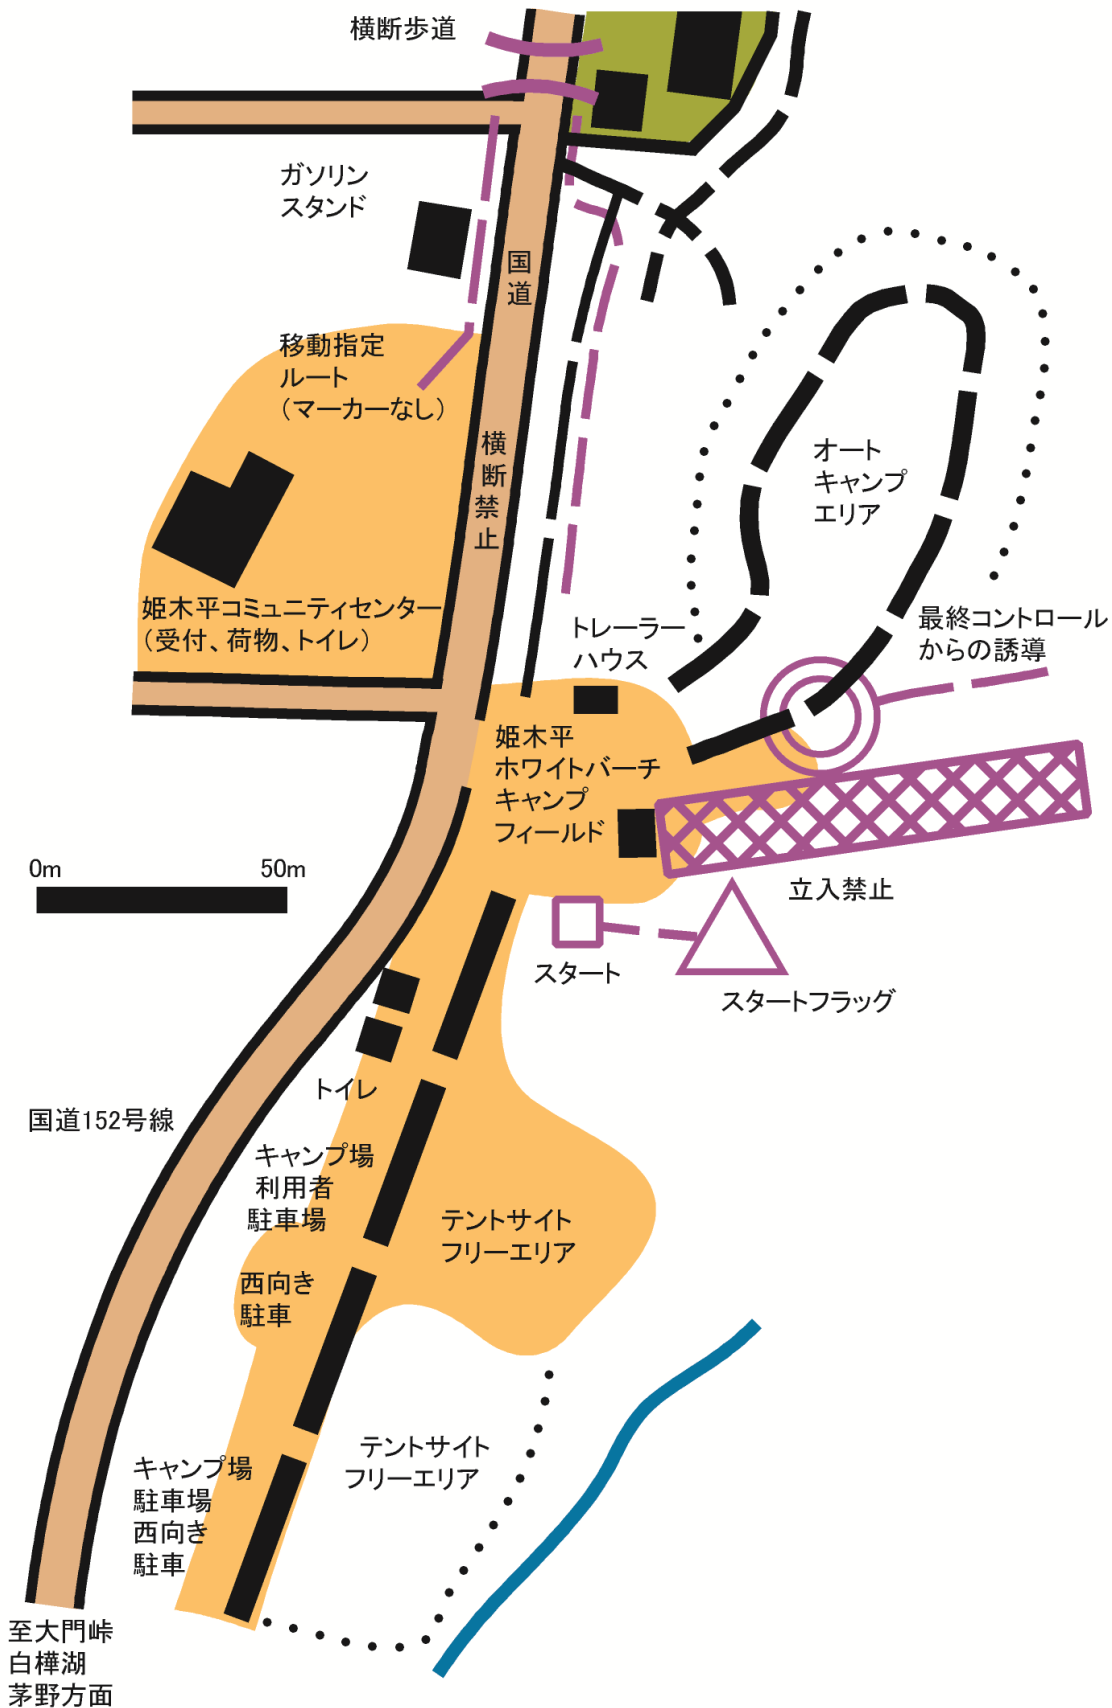 横断歩道
ガソリン
スタンド
国道
移動指定
ルート
（マーカーなし）
横断禁止
オート
キャンプ
エリア
姫木平コミュニティセンター
（受付、荷物、トイレ）
トレーラー
ハウス
最終コントロール
からの誘導
姫木平
ホワイトバーチ
キャンプ
フィールド
0m
50m
立入禁止
スタート
スタートフラッグ
トイレ
国道152号線
キャンプ場
利用者
駐車場
テントサイト
フリーエリア
西向き
駐車
テントサイト
フリーエリア
キャンプ場
駐車場
西向き
駐車
至大門峠
白樺湖
茅野方面